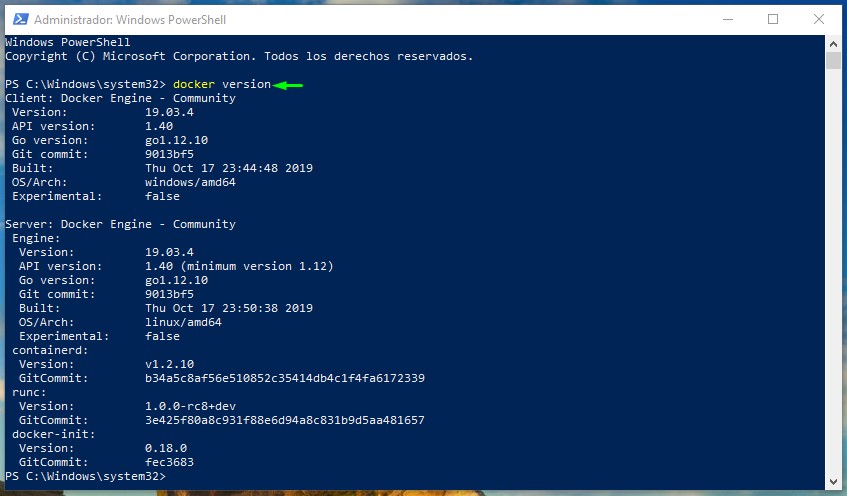 Administrador: Windows PowerShell
Windows PowerShell
Copyright (C) Microsoft Corporation. Todos los derechos reservados.
PS C:\Windows\system32> docker version
Client: Docker Engine - Community
 Version:           19.03.4
 API version:       1.40
 Go version:        go1.12.10
 Git commit:        9013bf5
 Built:             Thu Oct 17 23:44:48 2019
 OS/Arch:           windows/amd64
 Experimental:      false
Server: Docker Engine - Community
 Engine:
  Version:          19.03.4
  API version:      1.40 (minimum version 1.12)
  Go version:       go1.12.10
  Git commit:       9013bf5
  Built:            Thu Oct 17 23:50:38 2019
  OS/Arch:          linux/amd64
  Experimental:     false
 containerd:
  Version:          v1.2.10
  GitCommit:        b34a5c8af56e510852c35414db4c1f4fa6172339
 runc:
  Version:          1.0.0-rc8+dev
  GitCommit:        3e425f80a8c931f88e6d94a8c831b9d5aa481657
 docker-init:
  Version:          0.18.0
  GitCommit:        fec3683
PS C:\Windows\system32>